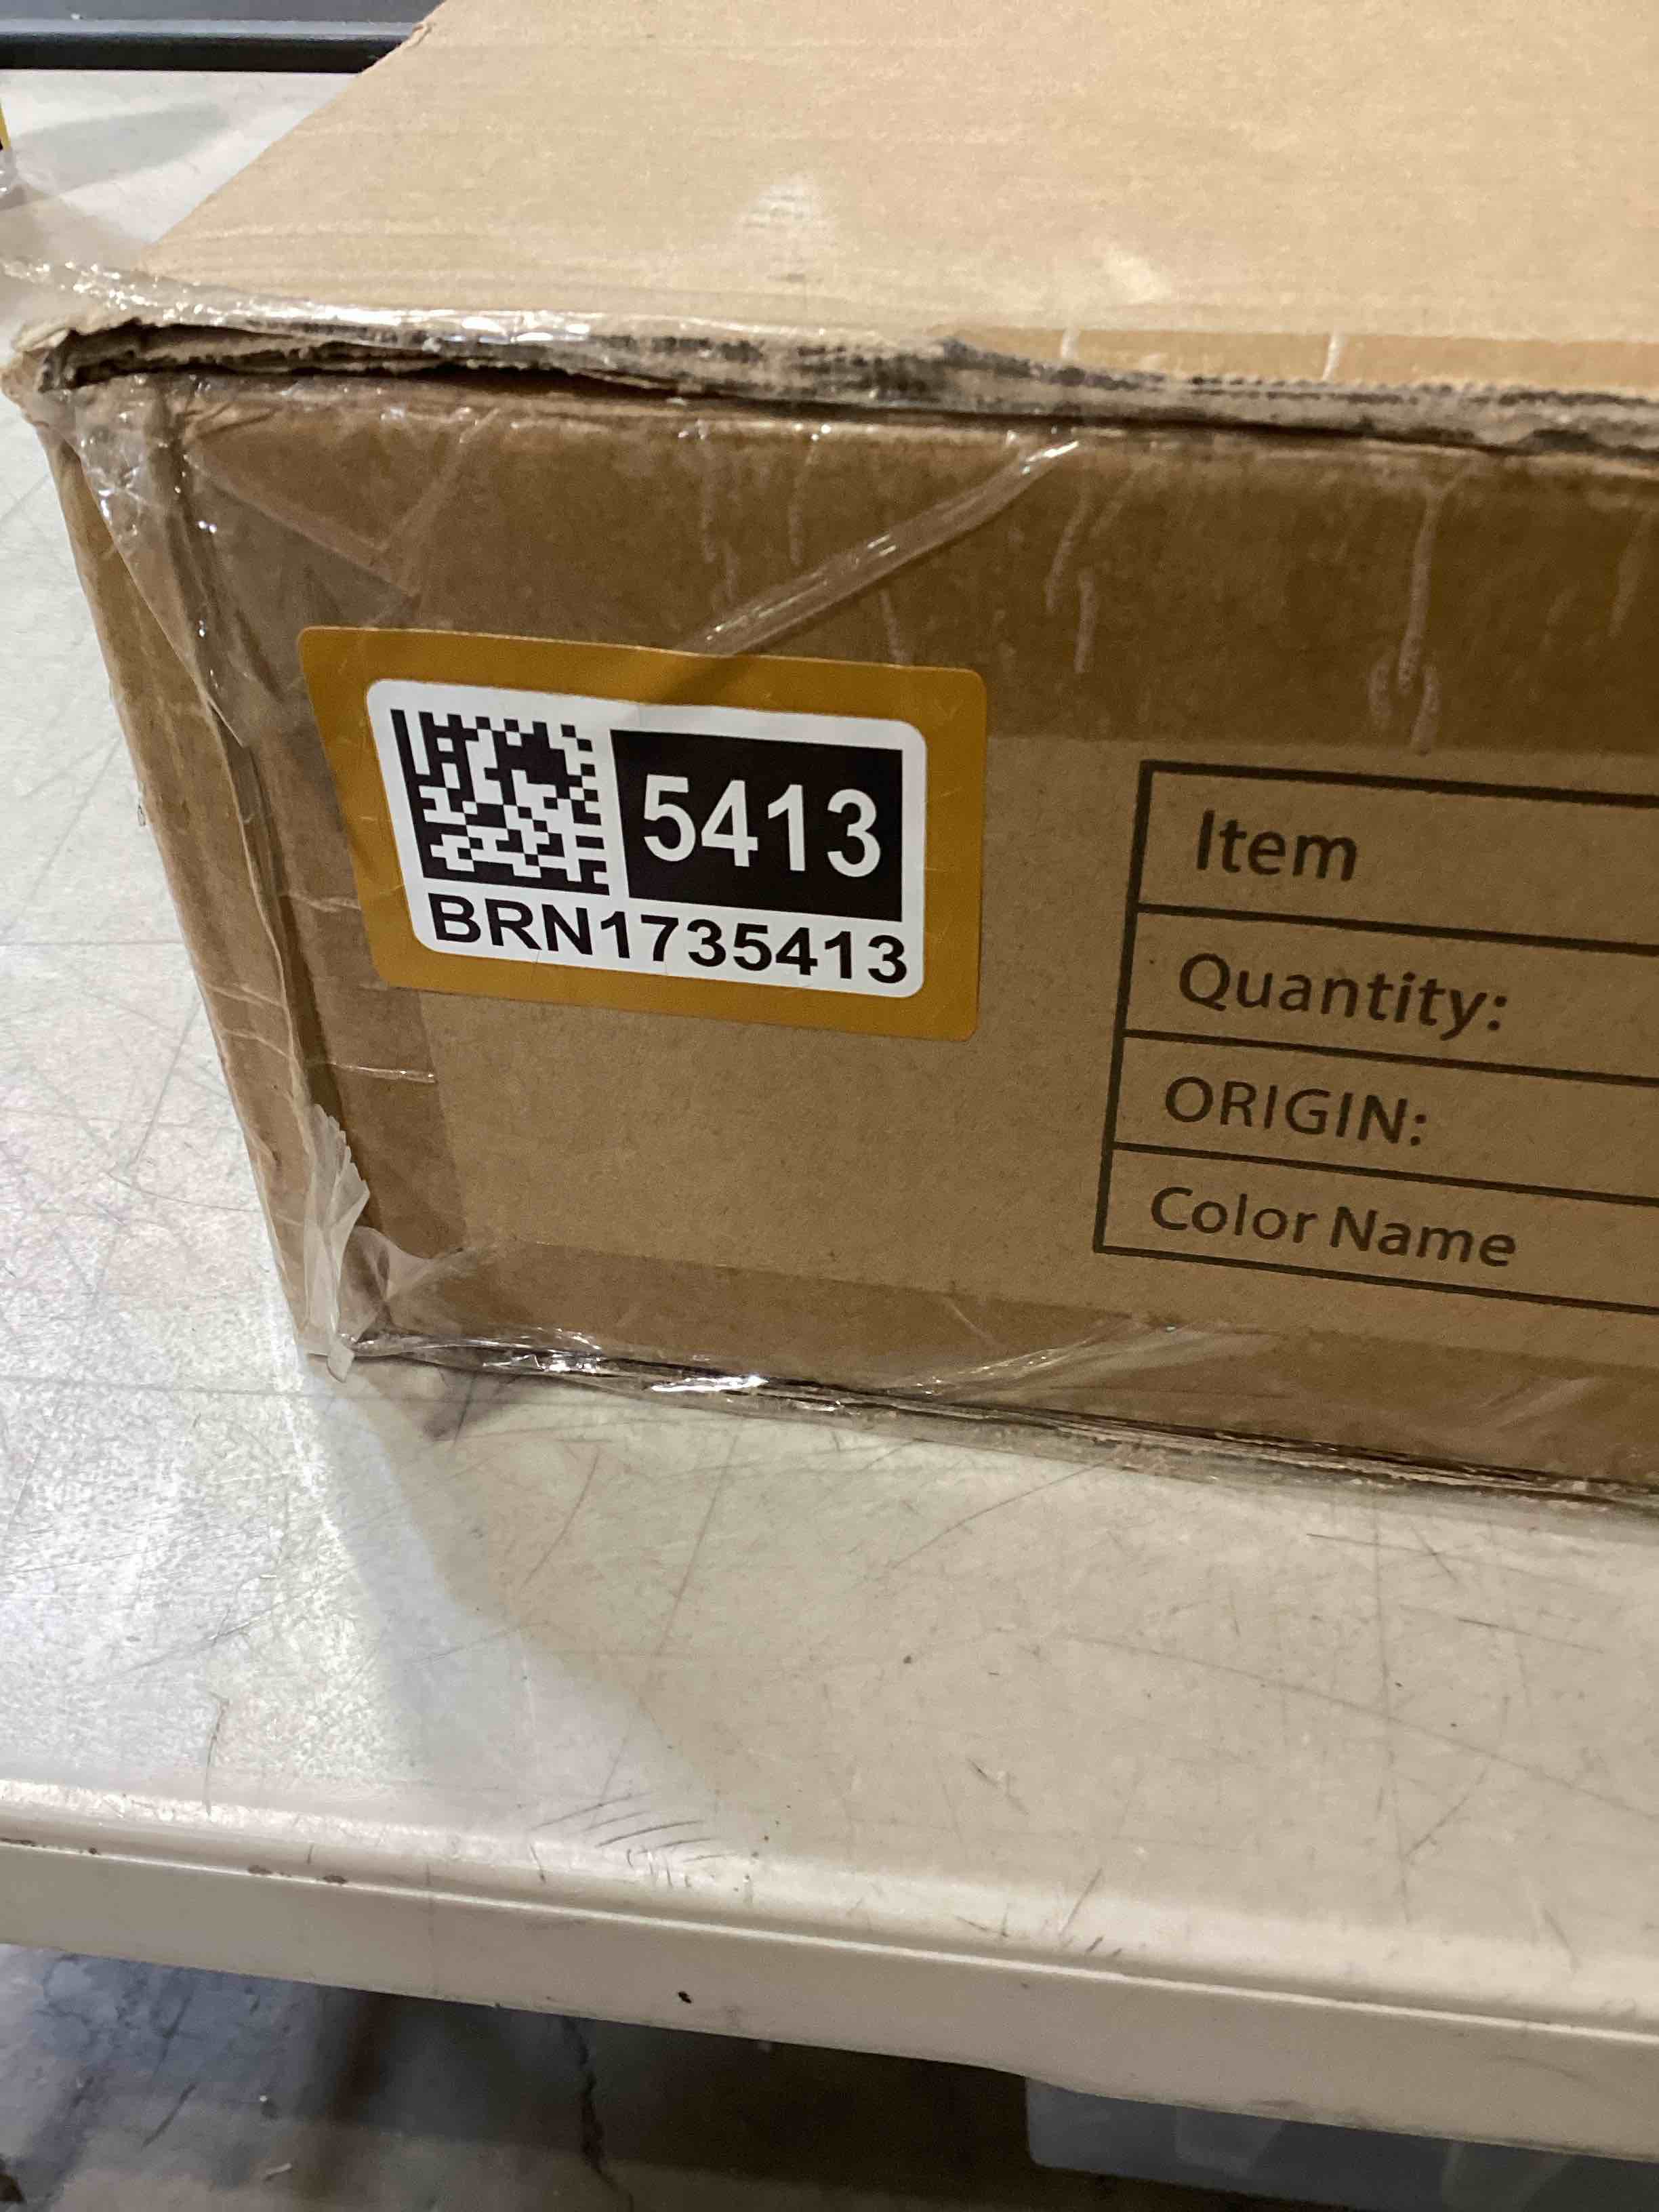 5413
BRN1735413
Item
Quantity:
ORIGIN:
Color Name